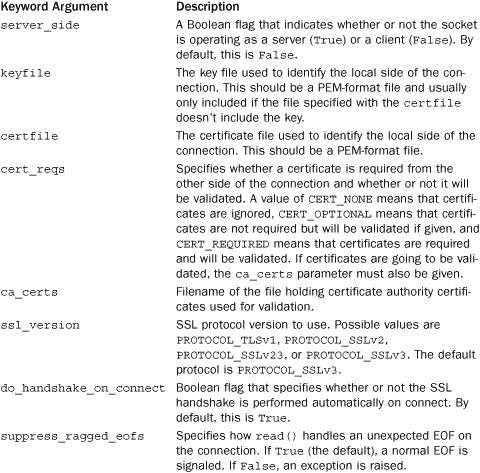 Keyword Argument Description
server_side A Boolean flag that indicates whether or not the socket
is operating as a server (True) or a client (False). By
default, this is False.
keyfile The key file used to identify the local side of the con-
nection. This should be a PEM-format file and usually
only included if the file specified with the certfile
doesn't include the key.
certfile The certificate file used to identify the local side of the
connection. This should be a PEM-format file.
cert_reqs Specifies whether a certificate is required from the
other side of the connection and whether or not it will
be validated. A value of CERT_NONE means that certifi-
cates are ignored, CERT_OPTIONAL means that certifi-
cates are not required but will be validated if given, and
CERT_REQUIRED means that certificates are required
and will be validated. If certificates are going to be vali-
dated, the ca_certs parameter must also be given.
ca_certs Filename of the file holding certificate authority certifi-
cates used for validation.
ssl_version SSL protocol version to use. Possible values are
PROTOCOL_TLSv1, PROTOCOL_SSLv2,
PROTOCOL_SSLv23, or PROTOCOL_SSLv3. The default
protocol is PROTOCOL_SSLv3.
do_handshake_on_connect Boolean flag that specifies whether or not the SSL
handshake is performed automatically on connect. By
default, this is True.
suppress_ragged_eofs Specifies how read() handles an unexpected EOF on
the connection. If True (the default), a normal EOF is
signaled. If False, an exception is raised.